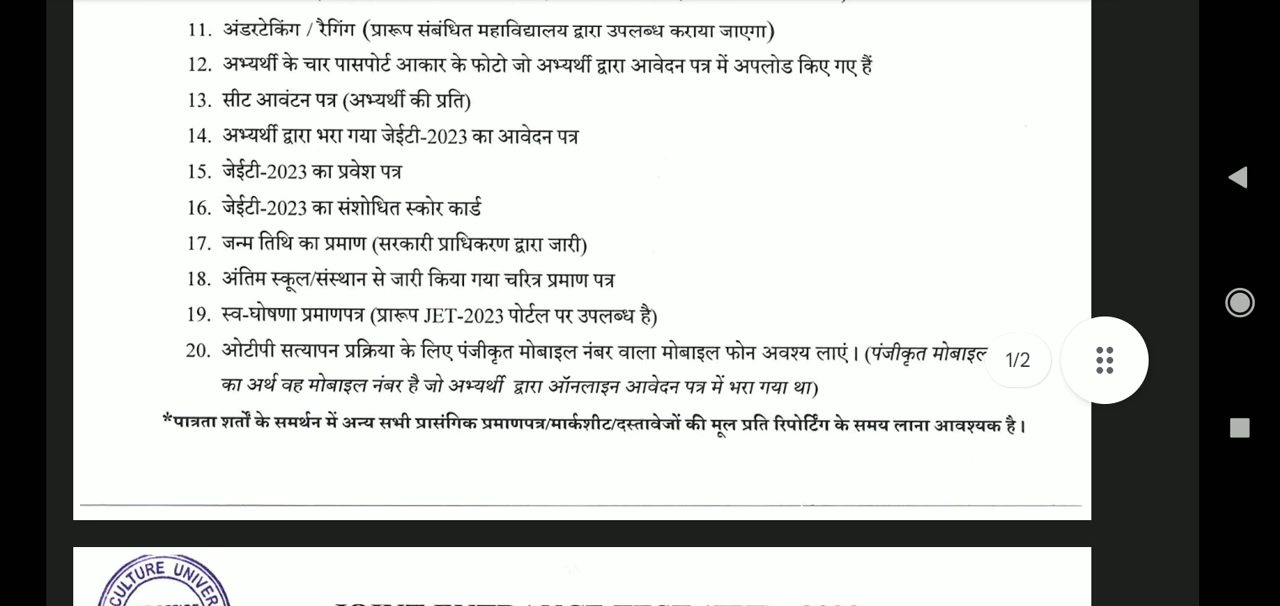 11. अंडरटेकिंग / रैगिंग (प्रारूप संबंधित महाविद्यालय द्वारा उपलब्ध कराया जाएगा)
12. अभ्यर्थी के चार पासपोर्ट आकार के फोटो जो अभ्यर्थी द्वारा आवेदन पत्र में अपलोड किए गए हैं
13. सीट आवंटन पत्र (अभ्यर्थी की प्रति)
14. अभ्यर्थी द्वारा भरा गया जेईटी-2023 का आवेदन पत्र
15. जेईटी-2023 का प्रवेश पत्र
16. जेईटी-2023 का संशोधित स्कोर कार्ड
17. जन्म तिथि का प्रमाण (सरकारी प्राधिकरण द्वारा जारी)
18. अंतिम स्कूल/संस्थान से जारी किया गया चरित्र प्रमाण पत्र
19. स्व-घोषणा प्रमाणपत्र (प्रारूप JET-2023 पोर्टल पर उपलब्ध है)
20. ओटीपी सत्यापन प्रक्रिया के लिए पंजीकृत मोबाइल नंबर वाला मोबाइल फोन अवश्य लाएं। (पंजीकृत मोबाइल
1/2
का अर्थ वह मोबाइल नंबर है जो अभ्यर्थी द्वारा ऑनलाइन आवेदन पत्र में भरा गया था)
*पात्रता शर्तों के समर्थन में अन्य सभी प्रासंगिक प्रमाणपत्र/मार्कशीट/दस्तावेजों की मूल प्रति रिपोर्टिंग के समय लाना आवश्यक है।
CULTURE UNIVER